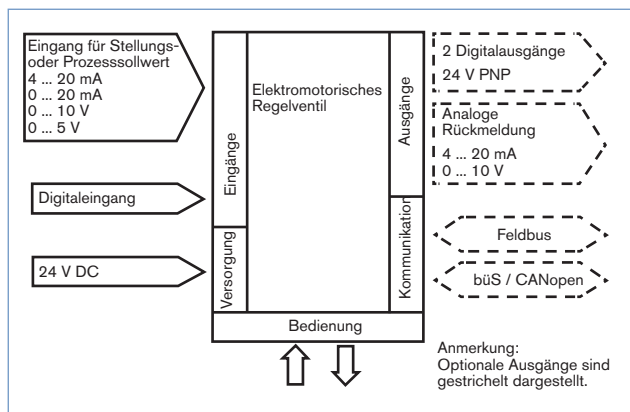 Eingang für Stellungs-
oder Prozesssollwert
4 ... 20 mA
0 ... 20 mA
0 ... 10 V
0 ... 5 V
Digitaleingang
24 V DC
Eingänge
Versorgung
Elektromotorisches
Regelventil
Ausgänge
Kommunikation
Bedienung
2 Digitalausgänge
24 V PNP
Analoge
Rückmeldung
4 ... 20 mA
0 ... 10 V
Feldbus
büS / CANopen
Anmerkung:
Optionale Ausgänge sind
gestrichelt dargestellt.